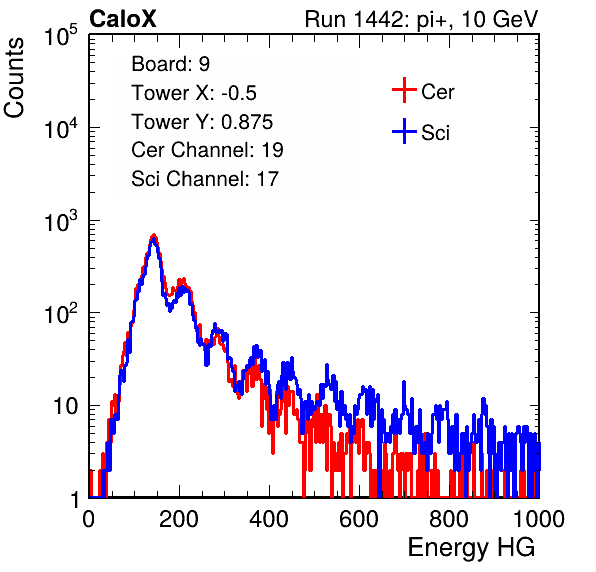 CaloX Run 1442: pi+, 10 GeV
Counts
10^5
10^4
10^3
10^2
10
1
Board: 9
Tower X: -0.5
Tower Y: 0.875
Cer Channel: 19
Sci Channel: 17
Cer
Sci
0 200 400 600 800 1000
Energy HG